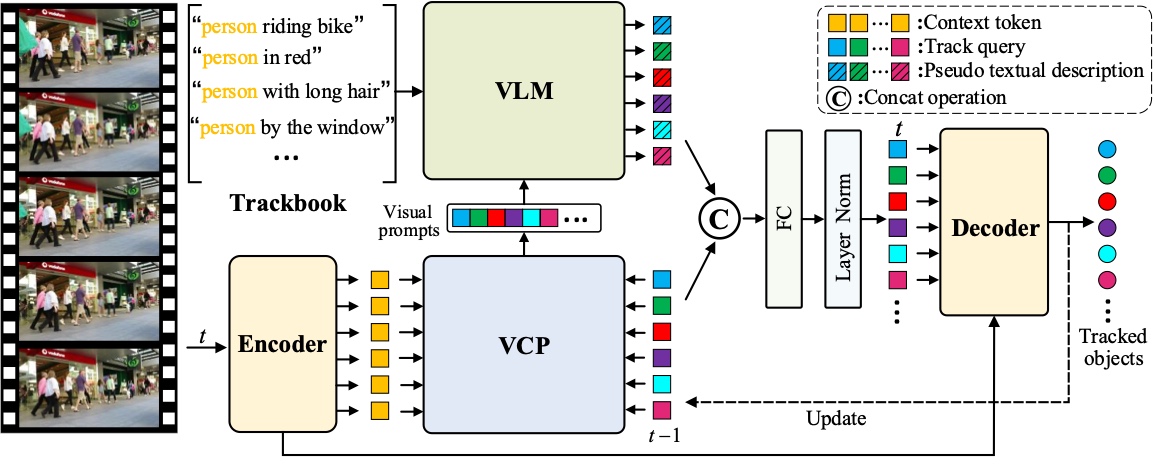 “person riding bike”
“person in red”
“person with long hair”
“person by the window”
...
Trackbook
VLM
Visual
prompts
...
t
Encoder
VCP
t−1
C
FC
Layer Norm
t
Decoder
Tracked
objects
Update
... :Context token
... :Track query
... :Pseudo textual description
C :Concat operation